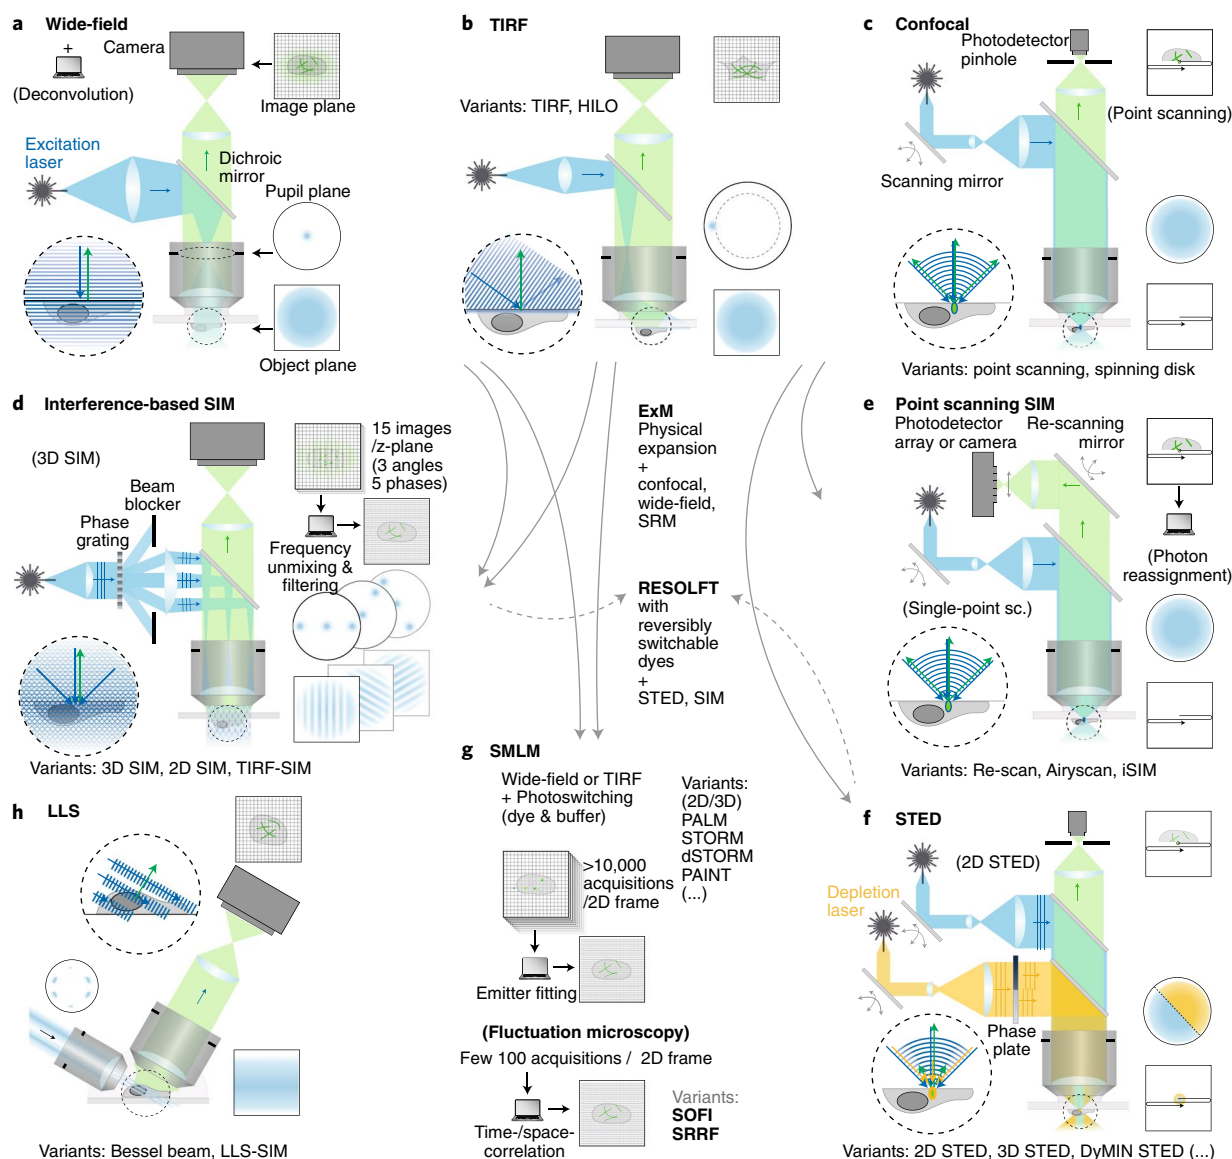 a Wide-field
+
(Deconvolution)
Camera
Image plane
Excitation
laser
Dichroic
mirror
Pupil plane
Object plane
b TIRF
Variants: TIRF, HILO
c Confocal
Photodetector
pinhole
(Point scanning)
Scanning mirror
Variants: point scanning, spinning disk
d Interference-based SIM
(3D SIM)
15 images
/z-plane
(3 angles
5 phases)
Beam
blocker
Phase
grating
Frequency
unmixing &
filtering
Variants: 3D SIM, 2D SIM, TIRF-SIM
ExM
Physical
expansion
+
confocal,
wide-field,
SRM
RESOLFT
with
reversibly
switchable
dyes
+
STED, SIM
e Point scanning SIM
Photodetector
array or camera
Re-scanning
mirror
(Photon
reassignment)
(Single-point sc.)
Variants: Re-scan, Airyscan, iSIM
h LLS
Variants: Bessel beam, LLS-SIM
g SMLM
Wide-field or TIRF
+ Photoswitching
(dye & buffer)
Variants:
(2D/3D)
PALM
STORM
dSTORM
PAINT
(...)
>10,000
acquisitions
/2D frame
Emitter fitting
(Fluctuation microscopy)
Few 100 acquisitions / 2D frame
Time-/space-
correlation
Variants:
SOFI
SRRF
f STED
(2D STED)
Depletion
laser
Phase
plate
Variants: 2D STED, 3D STED, DyMIN STED (...)